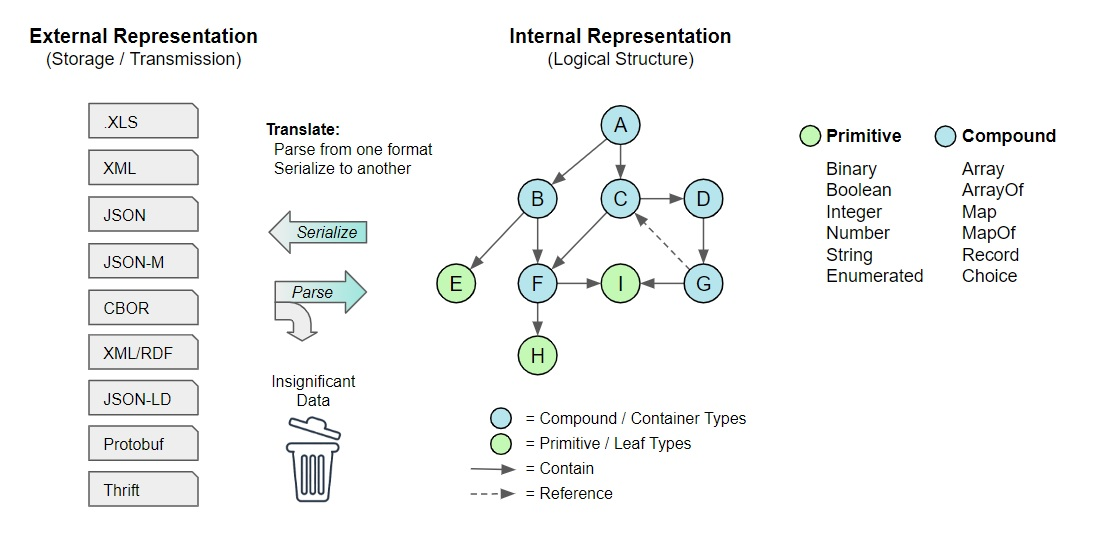 External Representation
(Storage / Transmission)
.XLS
XML
JSON
JSON-M
CBOR
XML/RDF
JSON-LD
Protobuf
Thrift
Translate:
Parse from one format
Serialize to another
Serialize
Parse
Insignificant
Data
Internal Representation
(Logical Structure)
A
B
C
D
E
F
I
G
H
= Compound / Container Types
= Primitive / Leaf Types
= Contain
= Reference
Primitive
Binary
Boolean
Integer
Number
String
Enumerated
Compound
Array
ArrayOf
Map
MapOf
Record
Choice